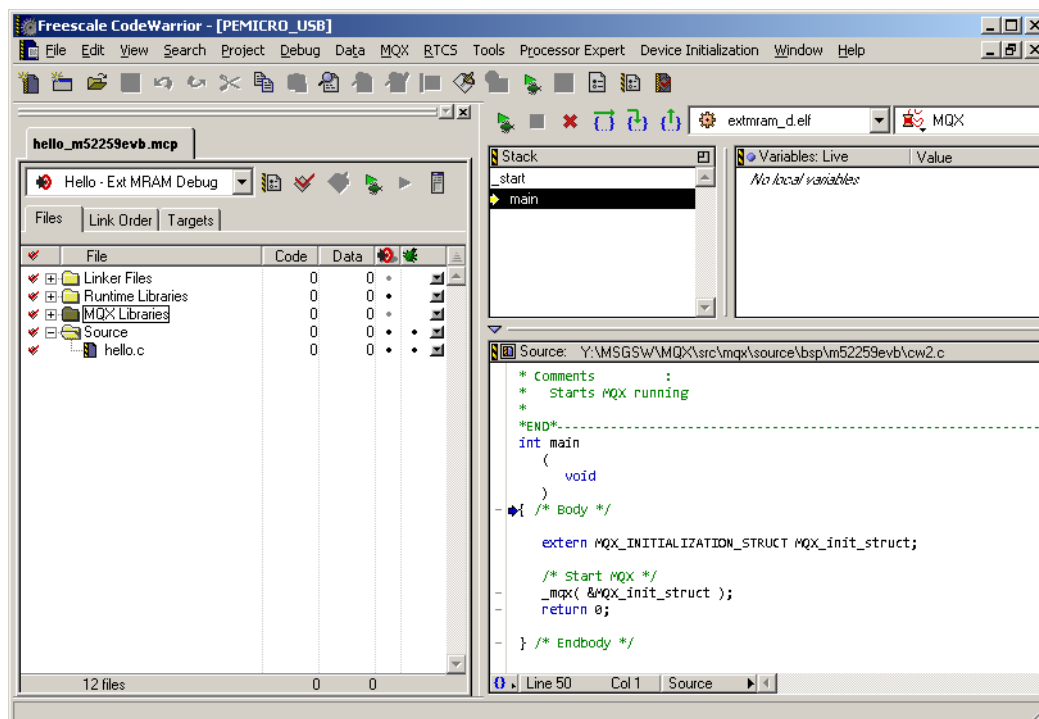 Freescale CodeWarrior - [PEMICRO_USB]
File Edit View Search Project Debug Data MQX RTCS Tools Processor Expert Device Initialization Window Help
hello_m52259evb.mcp
Hello - Ext MRAM Debug
Files Link Order Targets
File Code Data
Linker Files 0 0
Runtime Libraries 0 0
MQX Libraries 0 0
Source 0 0
hello.c 0 0
12 files 0 0
extmram_d.elf MQX
Stack
_start
main
Variables: Live Value
No local variables
Source: Y:\MSGSW\MQX\src\mqx\source\bsp\m52259evb\cw2.c
* Comments :
* Starts MQX running
*
*END*----------------------------------------------------------------------
int main
(
void
)
{ /* Body */
extern MQX_INITIALIZATION_STRUCT MQX_init_struct;
/* Start MQX */
_mqx( &MQX_init_struct );
return 0;
} /* Endbody */
Line 50 Col 1 Source